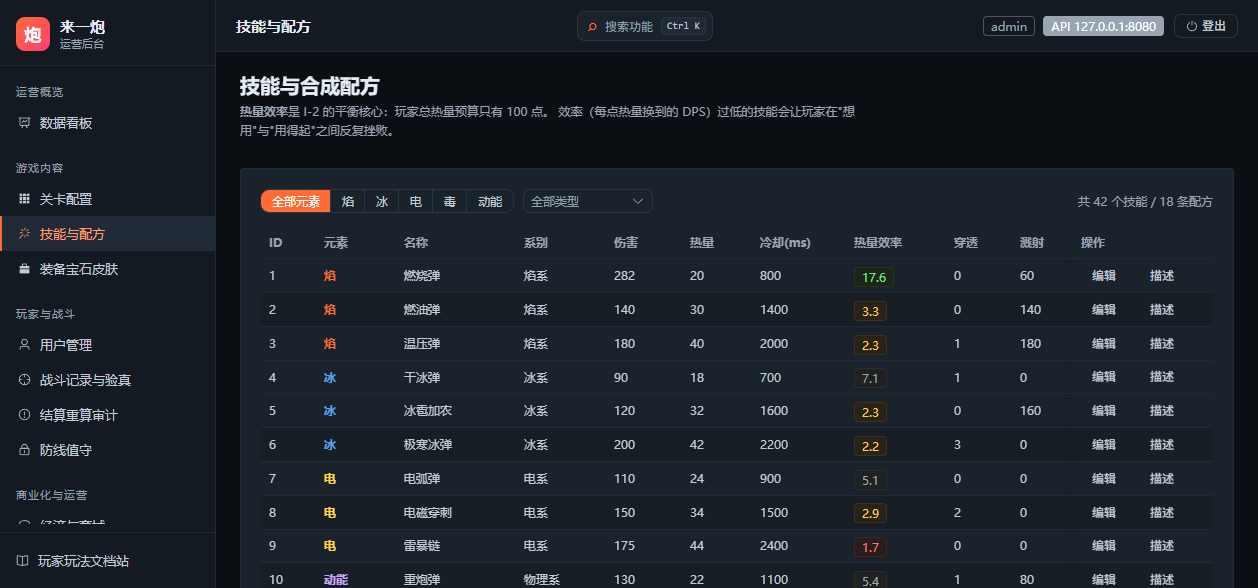 炮
来一炮
运营后台
技能与配方
搜索功能 Ctrl K
admin
API 127.0.0.1:8080
登出
运营概览
数据看板
游戏内容
关卡配置
技能与配方
装备宝石皮肤
玩家与战斗
用户管理
战斗记录与验真
结算重算审计
防线值守
商业化与运营
玩家玩法文档站
技能与合成配方
热量效率是 I-2 的平衡核心：玩家总热量预算只有 100 点。 效率（每点热量换到的 DPS）过低的技能会让玩家在"想
用"与"用得起"之间反复挫败。
全部元素 焰 冰 电 毒 动能 全部类型 共 42 个技能 / 18 条配方
ID 元素 名称 系别 伤害 热量 冷却(ms) 热量效率 穿透 溅射 操作
1 焰 燃烧弹 焰系 282 20 800 17.6 0 60 编辑 描述
2 焰 燃油弹 焰系 140 30 1400 3.3 0 140 编辑 描述
3 焰 温压弹 焰系 180 40 2000 2.3 1 180 编辑 描述
4 冰 干冰弹 冰系 90 18 700 7.1 1 0 编辑 描述
5 冰 冰雹加农 冰系 120 32 1600 2.3 0 160 编辑 描述
6 冰 极寒冰弹 冰系 200 42 2200 2.2 3 0 编辑 描述
7 电 电弧弹 电系 110 24 900 5.1 0 0 编辑 描述
8 电 电磁穿刺 电系 150 34 1500 2.9 2 0 编辑 描述
9 电 雷暴链 电系 175 44 2400 1.7 0 0 编辑 描述
10 动能 重炮弹 物理系 130 22 1100 5.4 1 80 编辑 描述